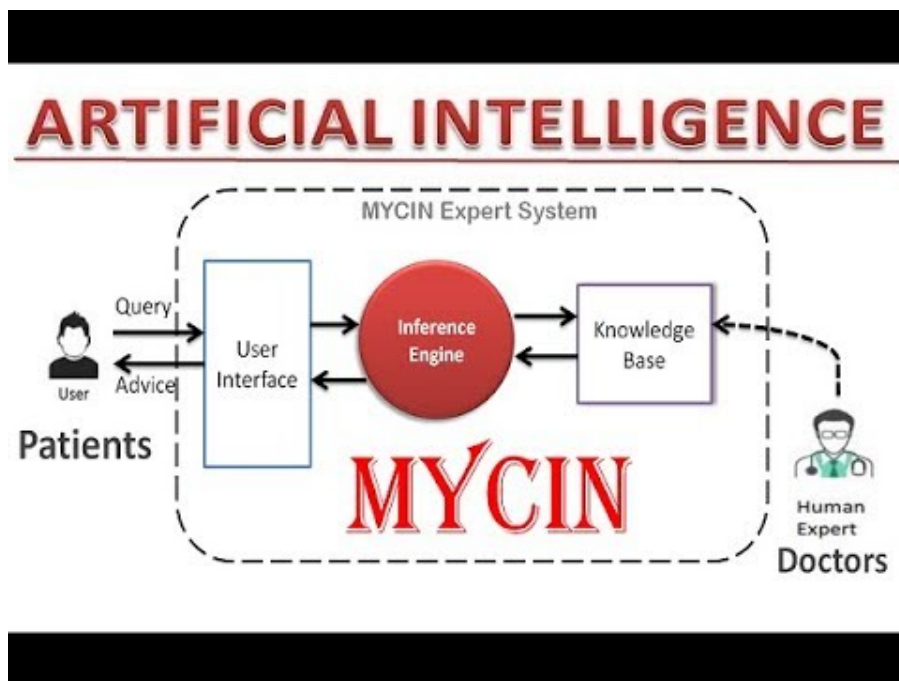 ARTIFICIAL INTELLIGENCE
MYCIN Expert System
Query
Advice
User
Patients
User
Interface
Inference
Engine
Knowledge
Base
MYCIN
Human
Expert
Doctors